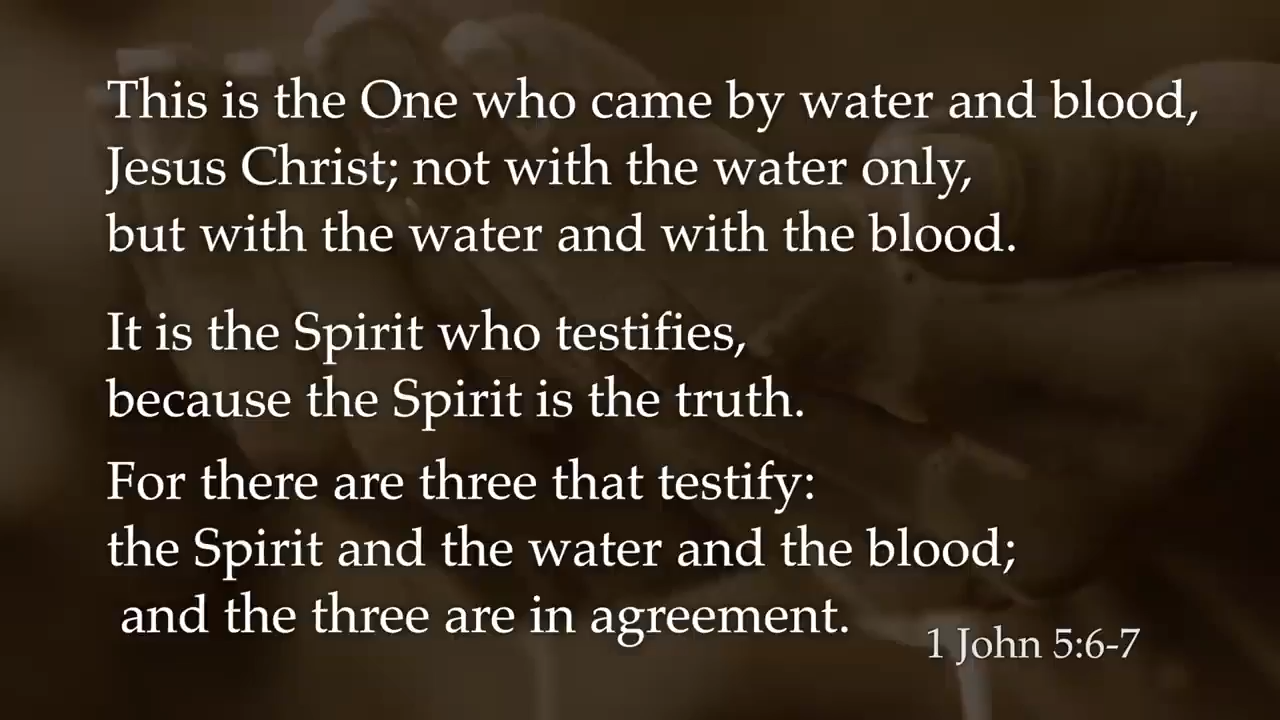 This is the One who came by water and blood,
Jesus Christ; not with the water only,
but with the water and with the blood.
It is the Spirit who testifies,
because the Spirit is the truth.
For there are three that testify:
the Spirit and the water and the blood;
and the three are in agreement.
1 John 5:6-7